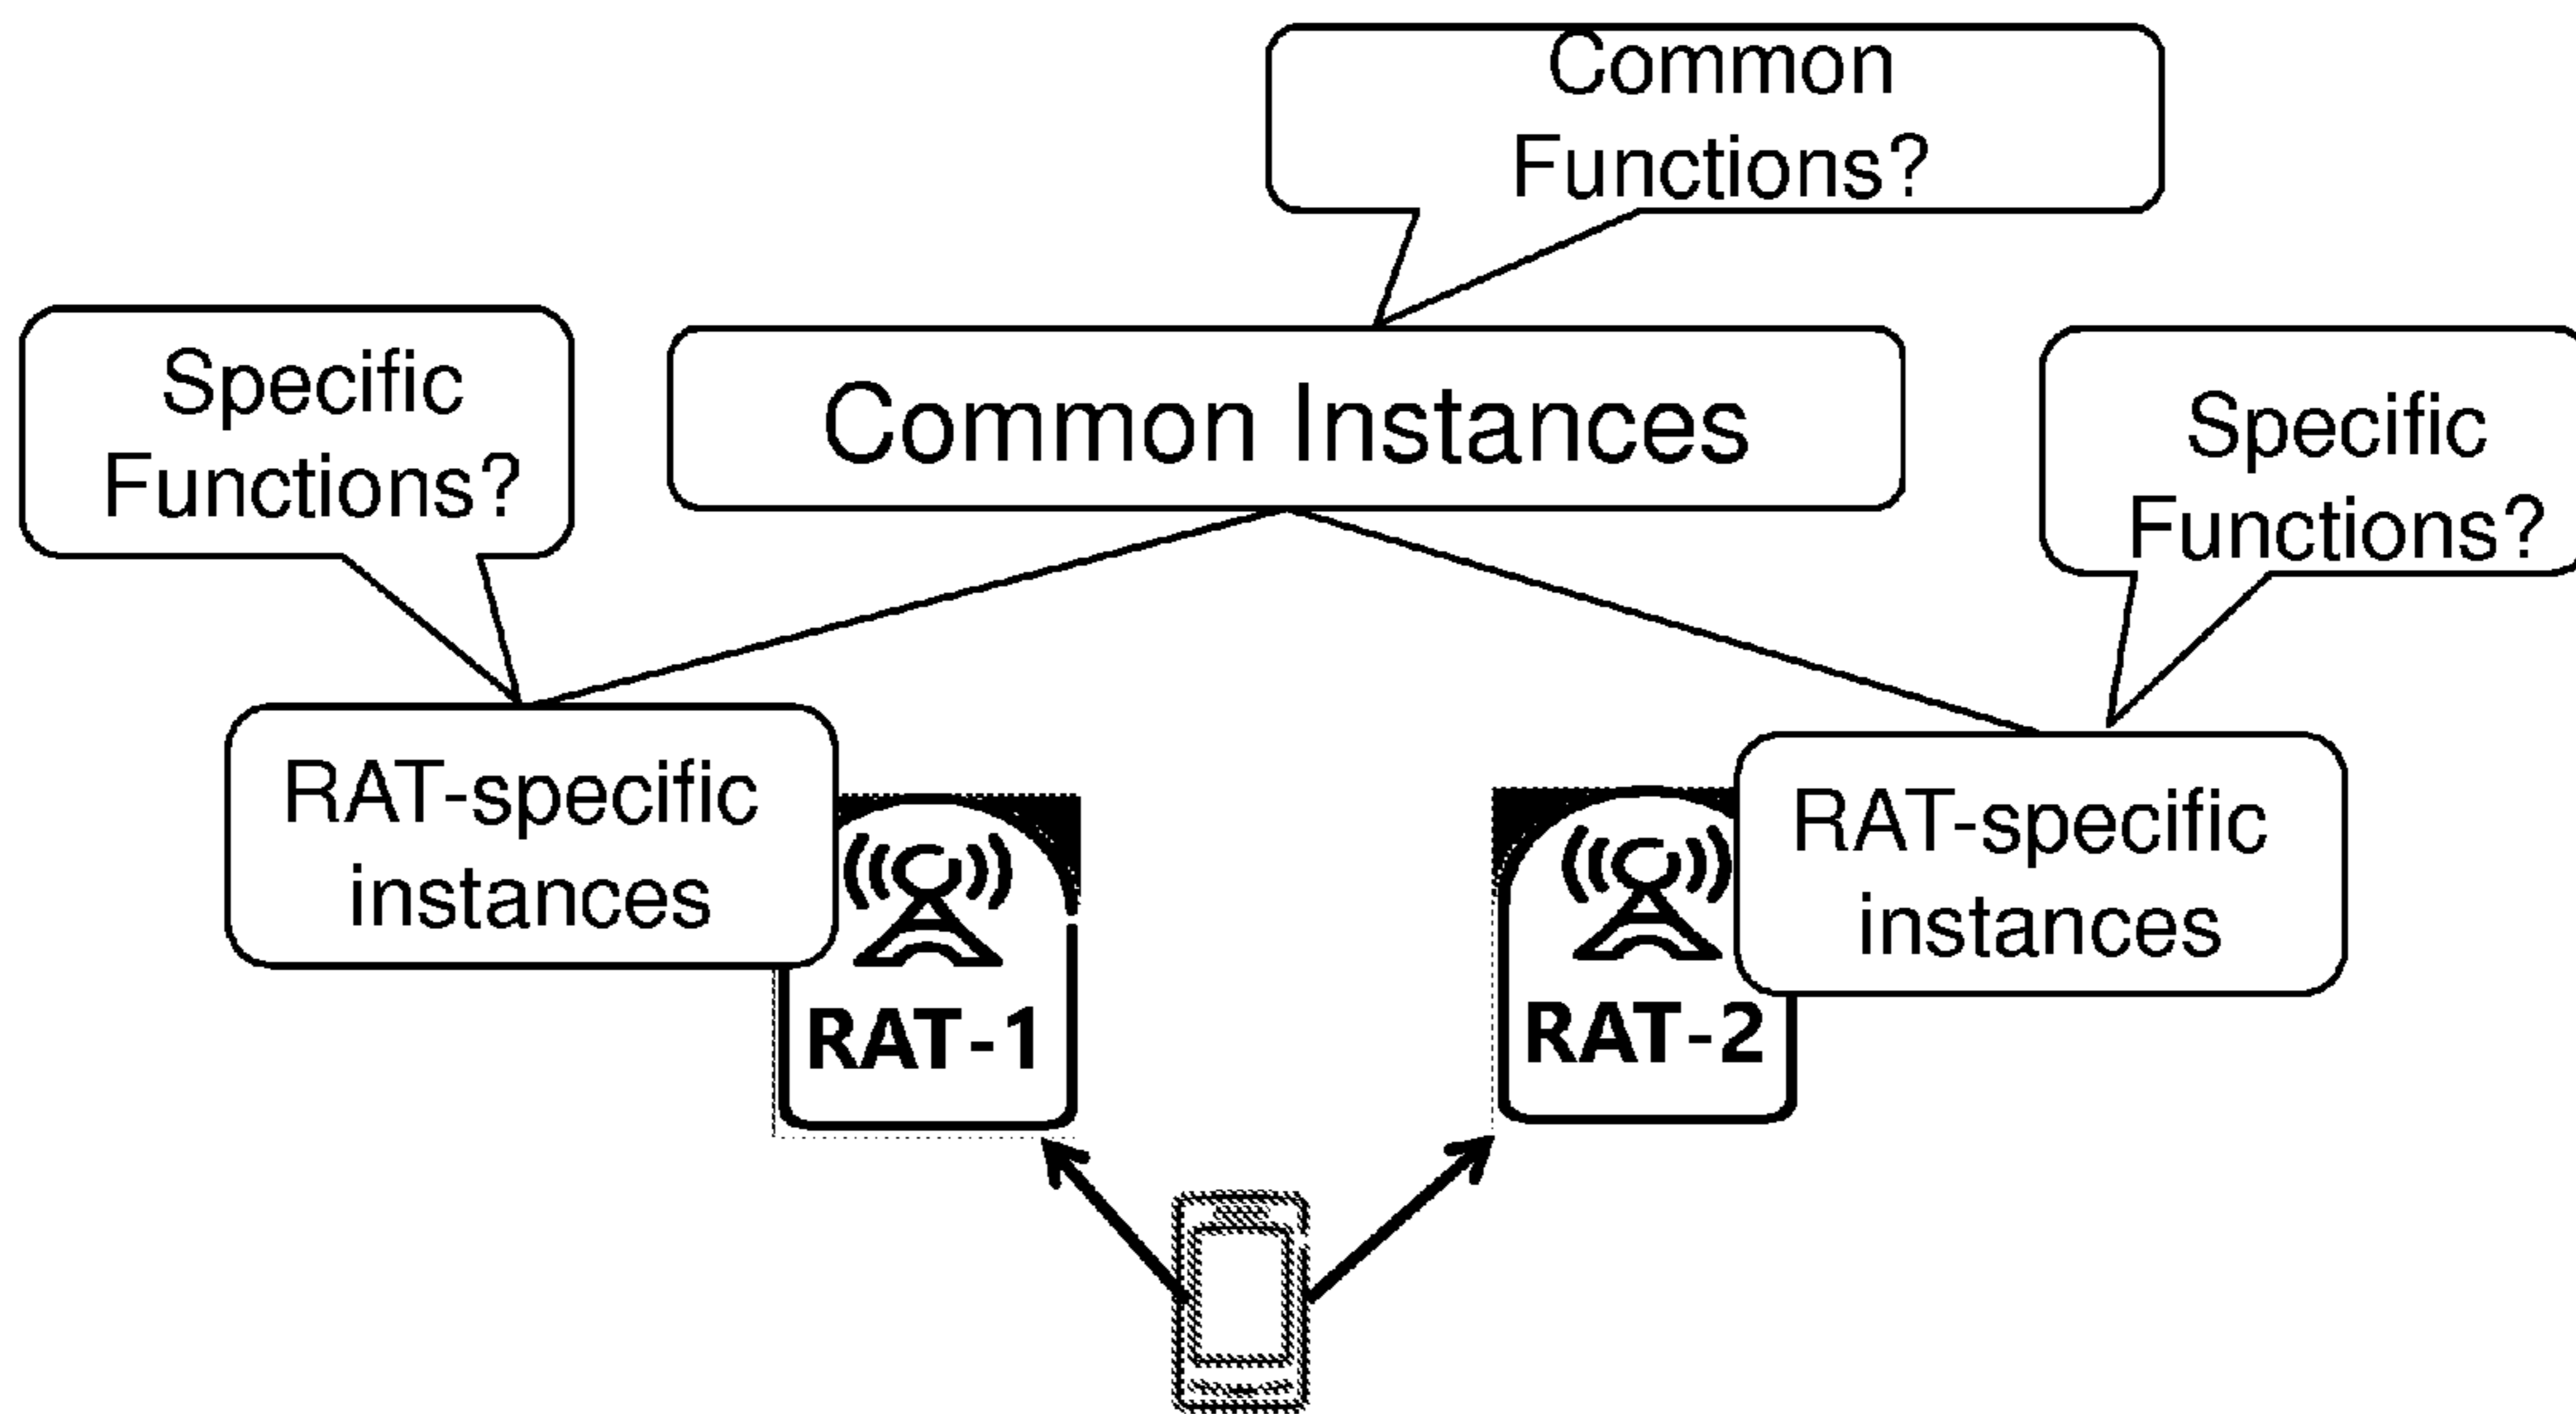 Common
Functions?
Specific
Functions?
Common Instances
Specific
Functions?
RAT-specific
instances
RAT-specific
instances
RAT-1
RAT-2